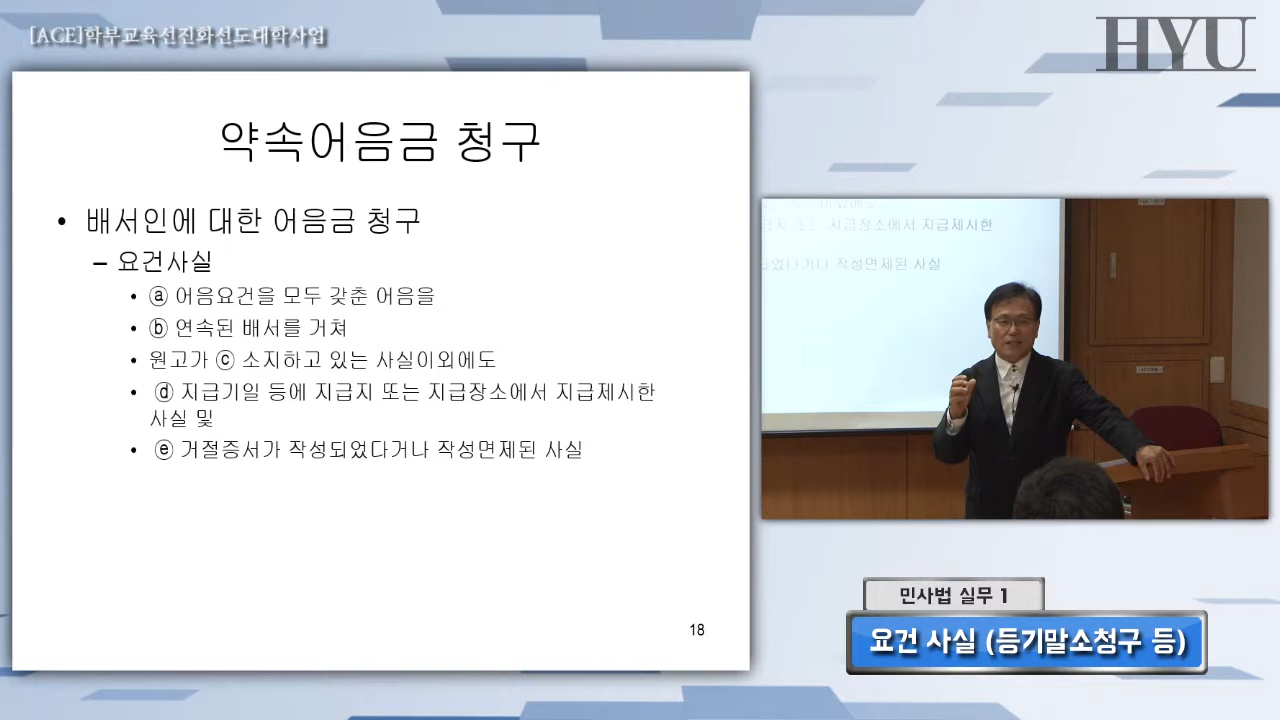 [ACE]학부교육선진화선도대학사업
HYU
약속어음금 청구
• 배서인에 대한 어음금 청구
– 요건사실
• ⓐ 어음요건을 모두 갖춘 어음을
• ⓑ 연속된 배서를 거쳐
• 원고가 ⓒ 소지하고 있는 사실이외에도
• ⓓ 지급기일 등에 지급지 또는 지급장소에서 지급제시한
사실 및
• ⓔ 거절증서가 작성되었다거나 작성면제된 사실
18
지급장소에서 지급제시한
되었다거나 작성면제된 사실
민사법 실무 1
요건 사실 (등기말소청구 등)